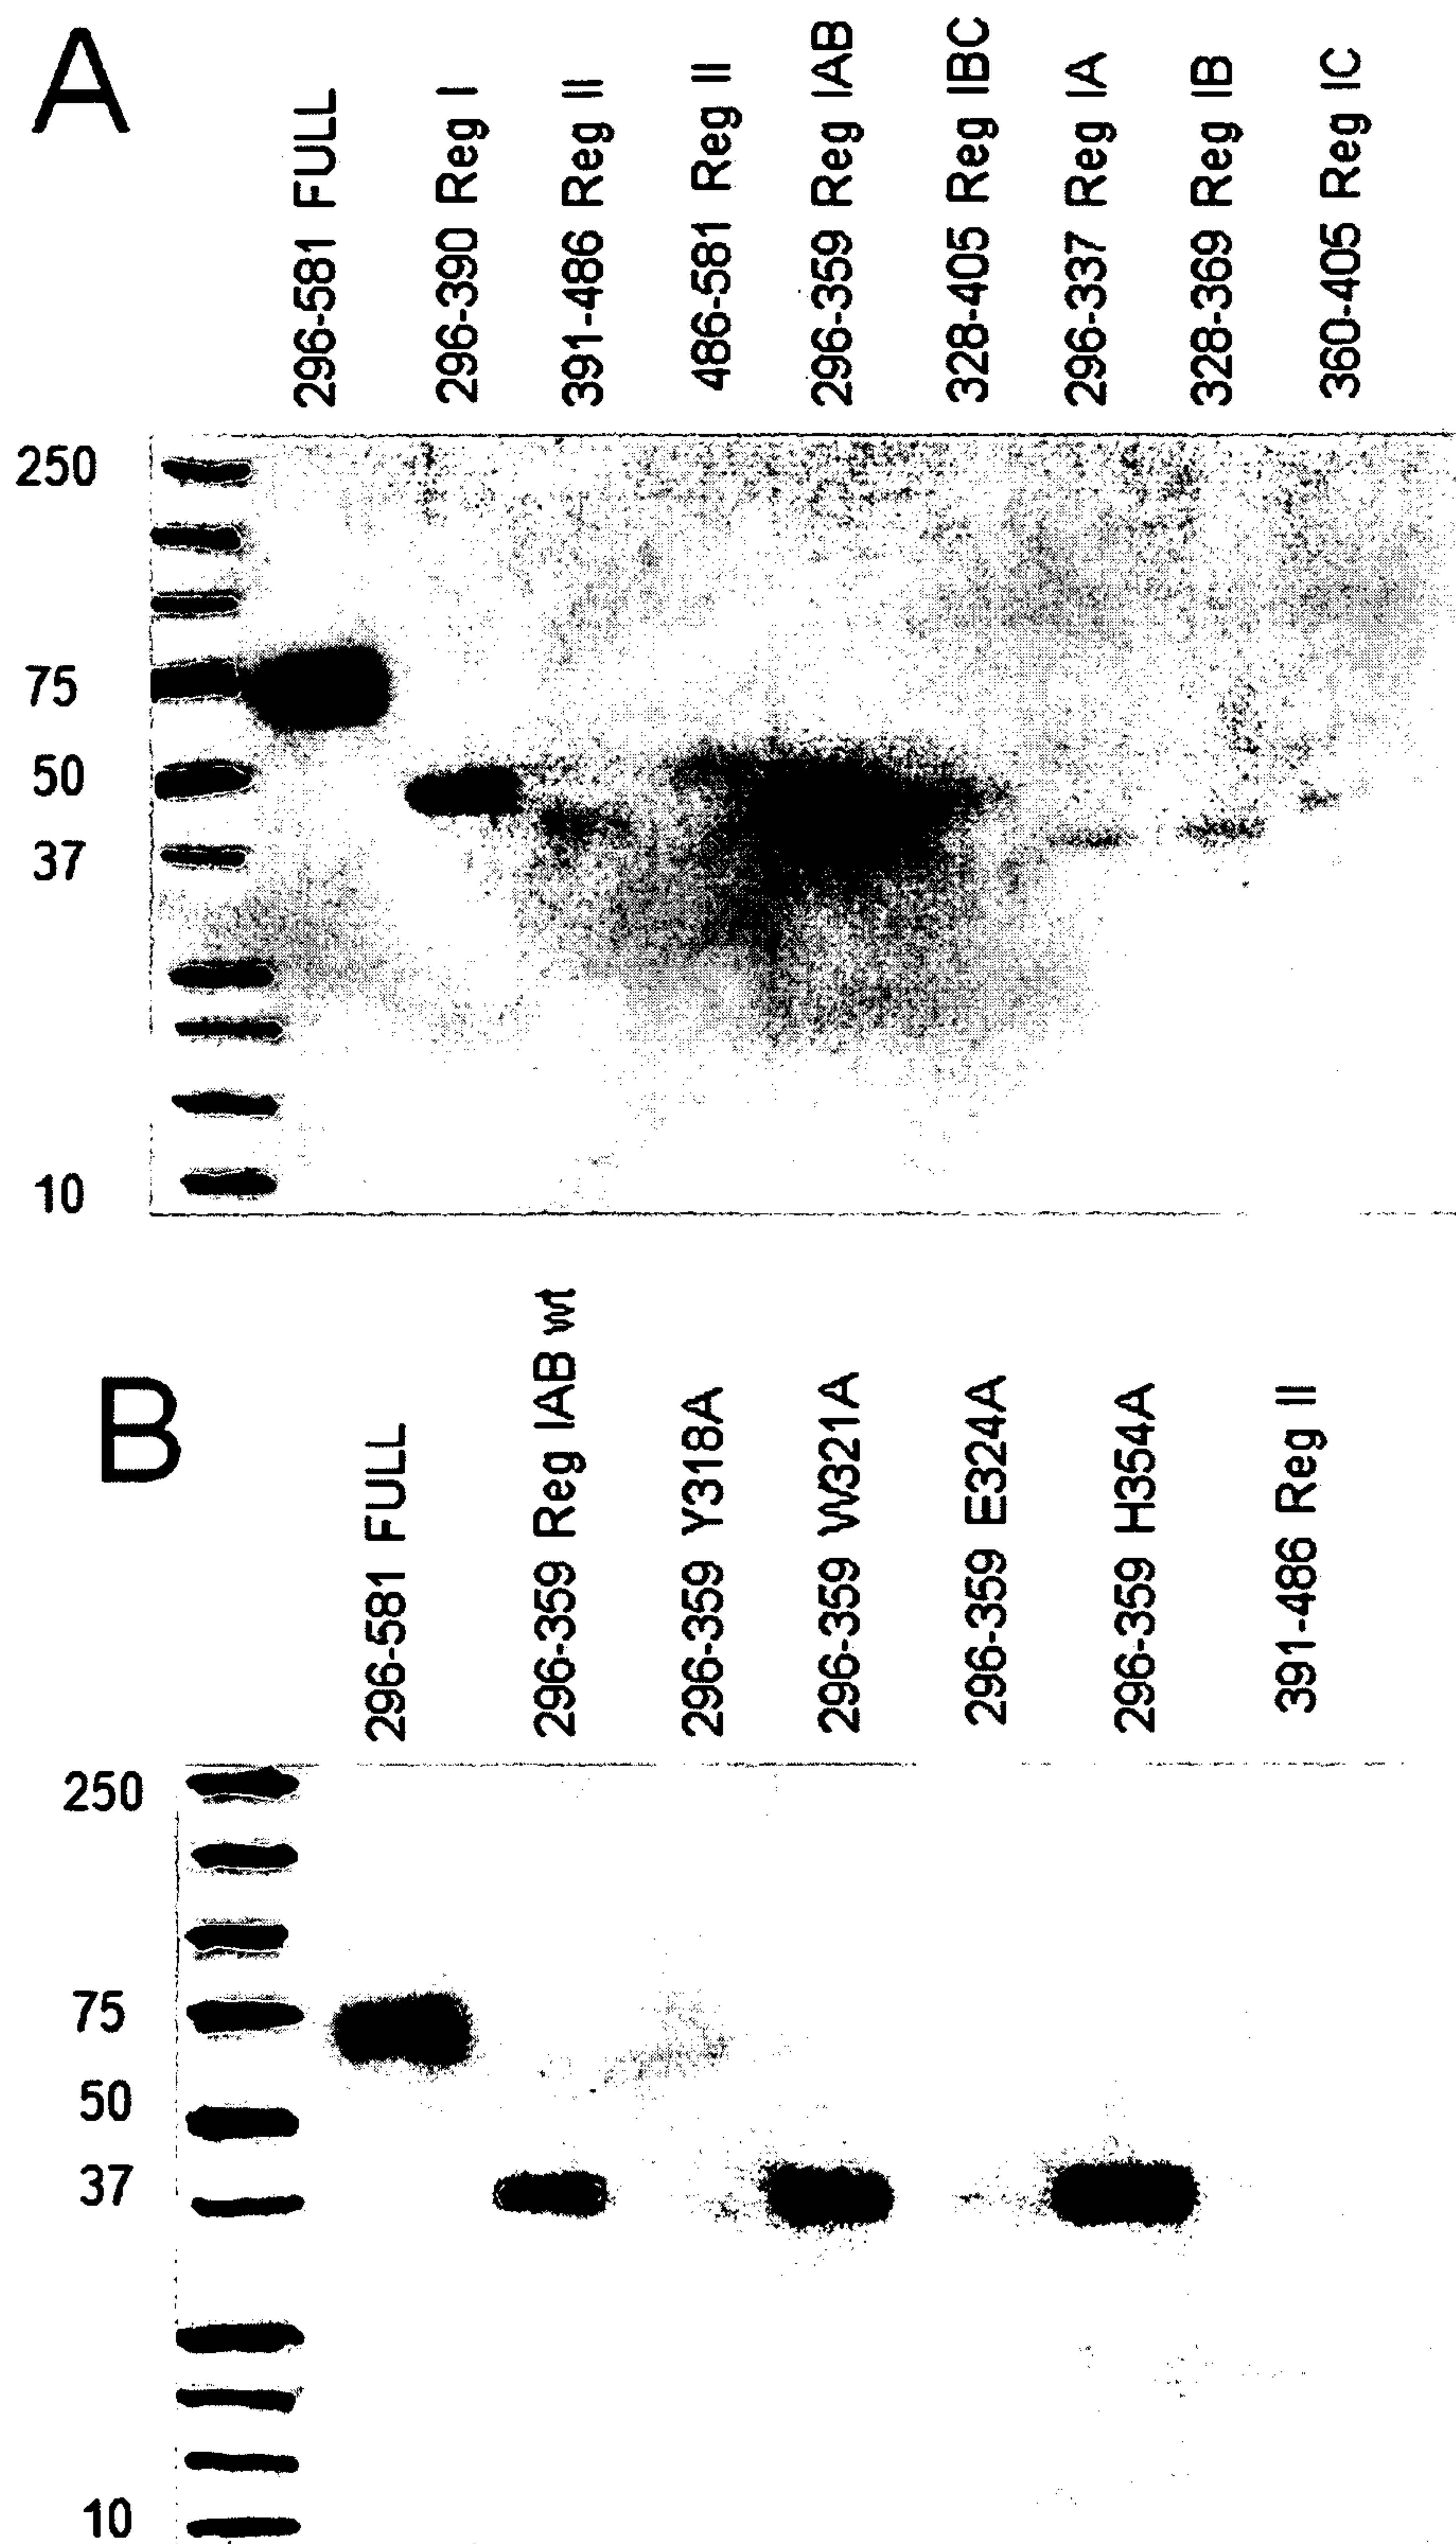 A
296-581 FULL
296-390 Reg I
391-486 Reg II
486-581 Reg II
296-359 Reg IAB
328-405 Reg IBC
296-337 Reg IA
328-369 Reg IB
360-405 Reg IC
250
75
50
37
10
B
296-581 FULL
296-359 Reg IAB wt
296-359 Y318A
296-359 W321A
296-359 E324A
296-359 H354A
391-486 Reg II
250
75
50
37
10